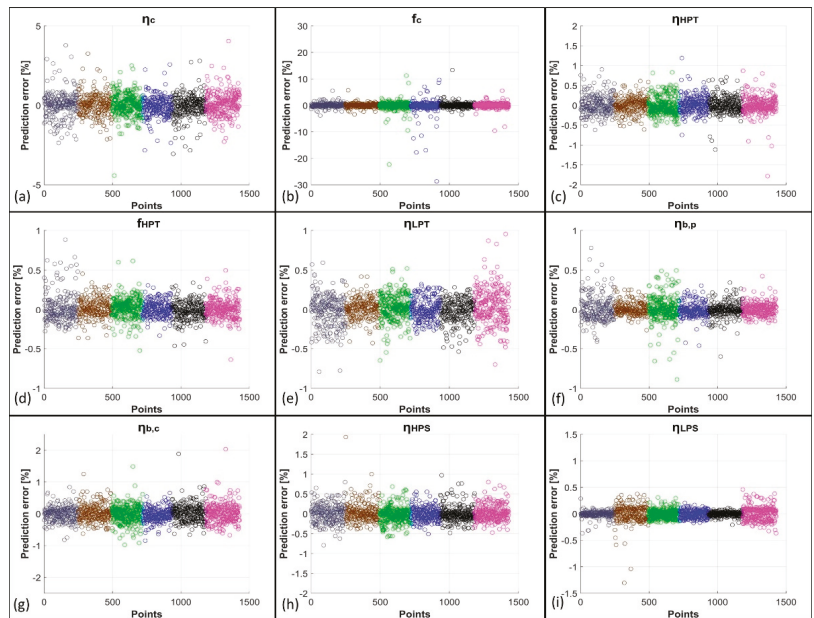 ηc
fc
ηHPT
Prediction error [%]
5
0
-5
0
500
1000
1500
Points
(a)
Prediction error [%]
30
20
10
0
-10
-20
-30
0
500
1000
1500
Points
(b)
Prediction error [%]
2
1.5
1
0.5
0
-0.5
-1
-1.5
-2
0
500
1000
1500
Points
(c)
fHPT
ηLPT
ηb,p
Prediction error [%]
1
0.5
0
-0.5
-1
0
500
1000
1500
Points
(d)
Prediction error [%]
1
0.5
0
-0.5
-1
0
500
1000
1500
Points
(e)
Prediction error [%]
1
0.5
0
-0.5
-1
0
500
1000
1500
Points
(f)
ηb,c
ηHPS
ηLPS
Prediction error [%]
2
1
0
-1
-2
0
500
1000
1500
Points
(g)
Prediction error [%]
2
1.5
1
0.5
0
-0.5
-1
-1.5
-2
0
500
1000
1500
Points
(h)
Prediction error [%]
1.5
1
0.5
0
-0.5
-1
-1.5
0
500
1000
1500
Points
(i)